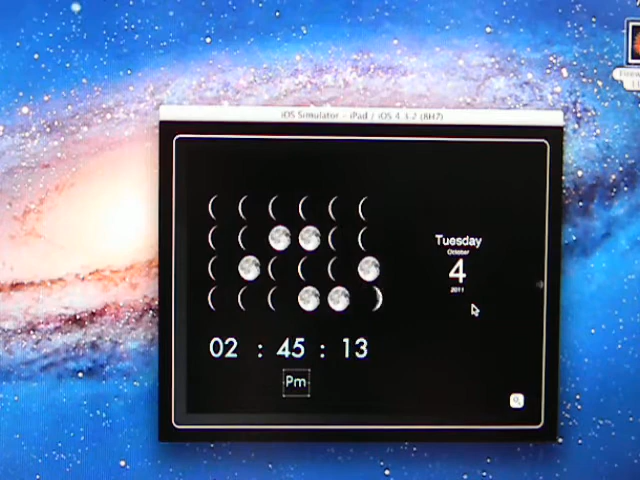 iOS Simulator - iPad / iOS 4.3.2 (8H7)
Tuesday
October
4
2011
02 : 45 : 13
Pm